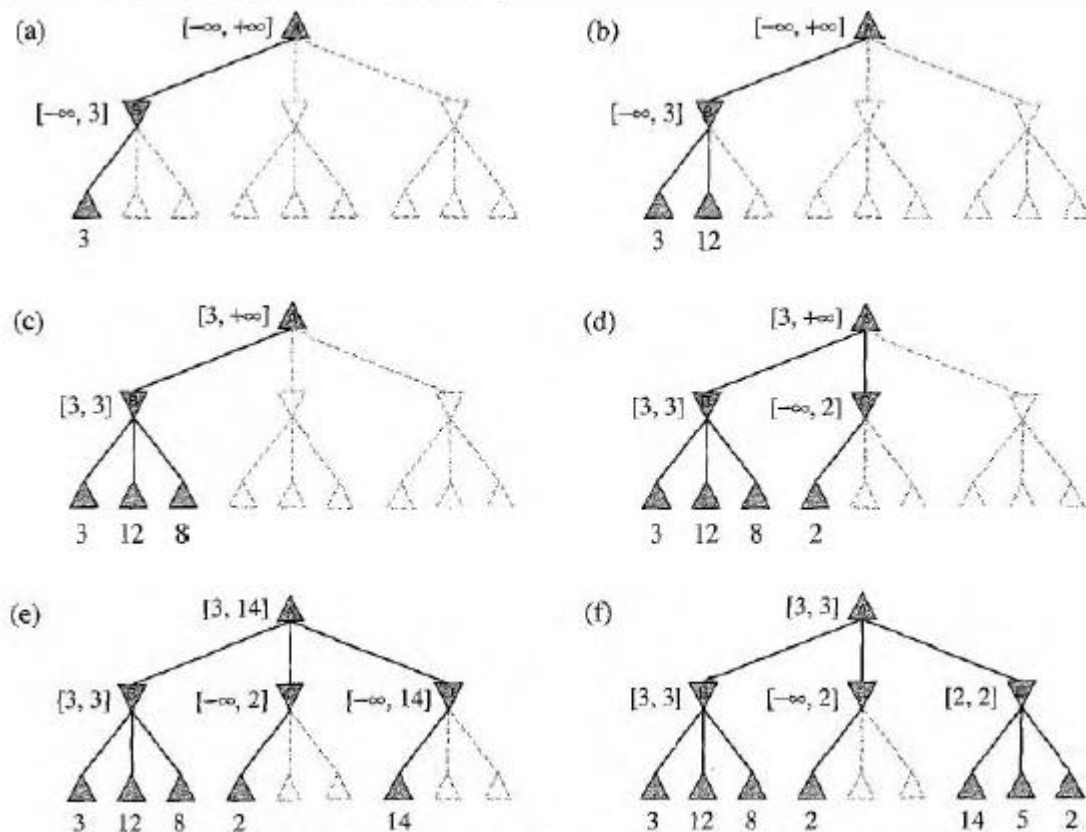 (a) [−∞, +∞]
[−∞, 3]
3
(b) [−∞, +∞]
[−∞, 3]
3 12
(c) [3, +∞]
[3, 3]
3 12 8
(d) [3, +∞]
[3, 3] [−∞, 2]
3 12 8 2
(e) [3, 14]
[3, 3] [−∞, 2] [−∞, 14]
3 12 8 2 14
(f) [3, 3]
[3, 3] [−∞, 2] [2, 2]
3 12 8 2 14 5 2